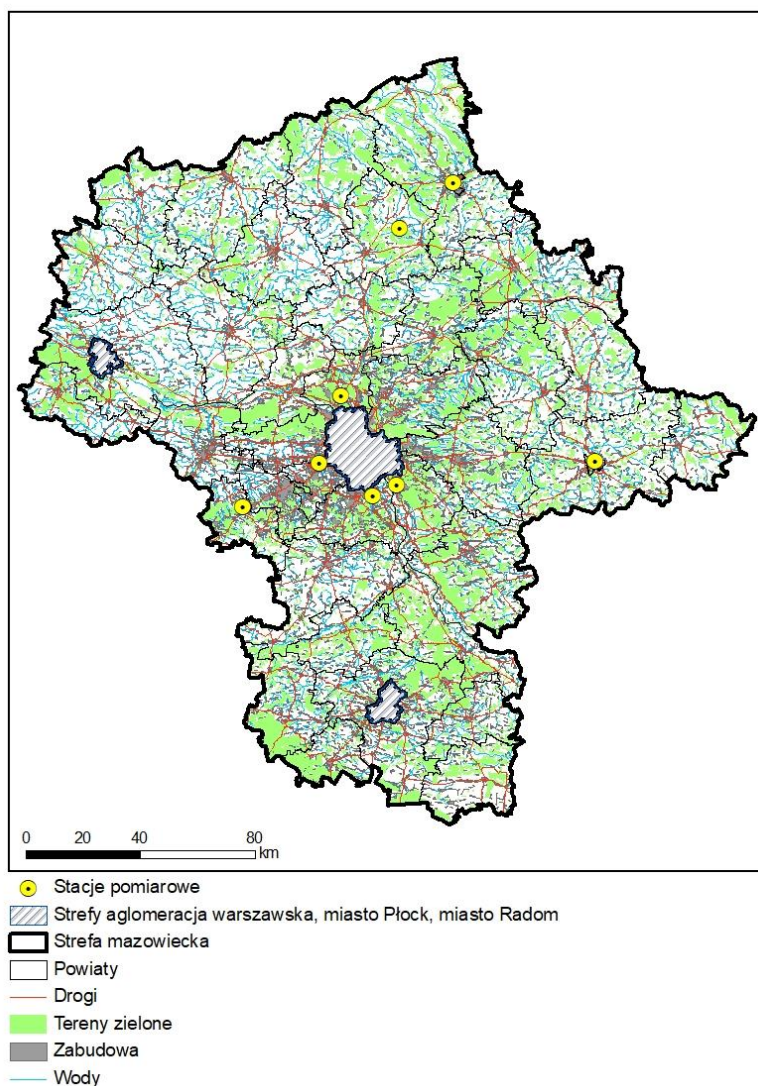 0 20 40 80
km
Stacje pomiarowe
Strefy aglomeracja warszawska, miasto Płock, miasto Radom
Strefa mazowiecka
Powiaty
Drogi
Tereny zielone
Zabudowa
Wody